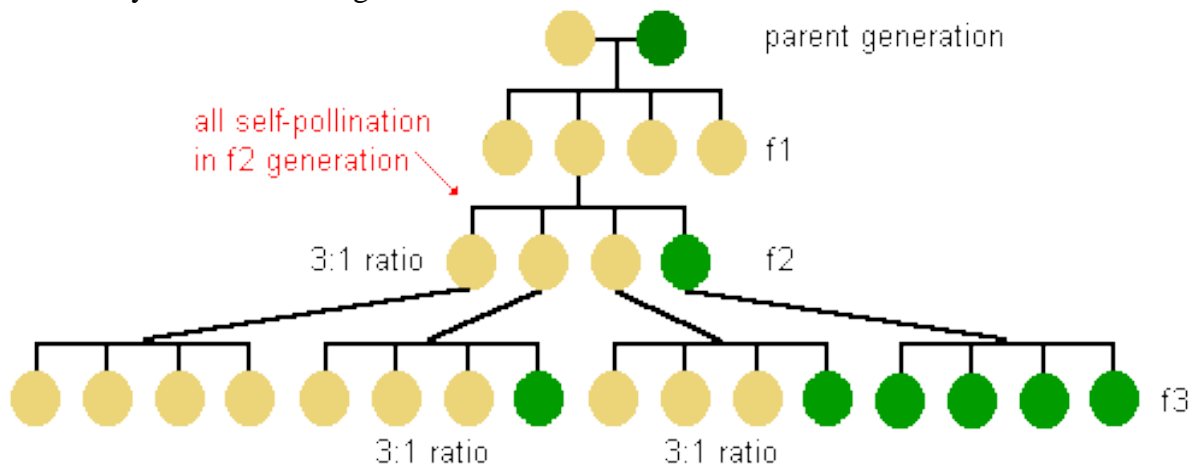 parent generation
all self-pollination
in f2 generation
f1
3:1 ratio
f2
f3
3:1 ratio
3:1 ratio